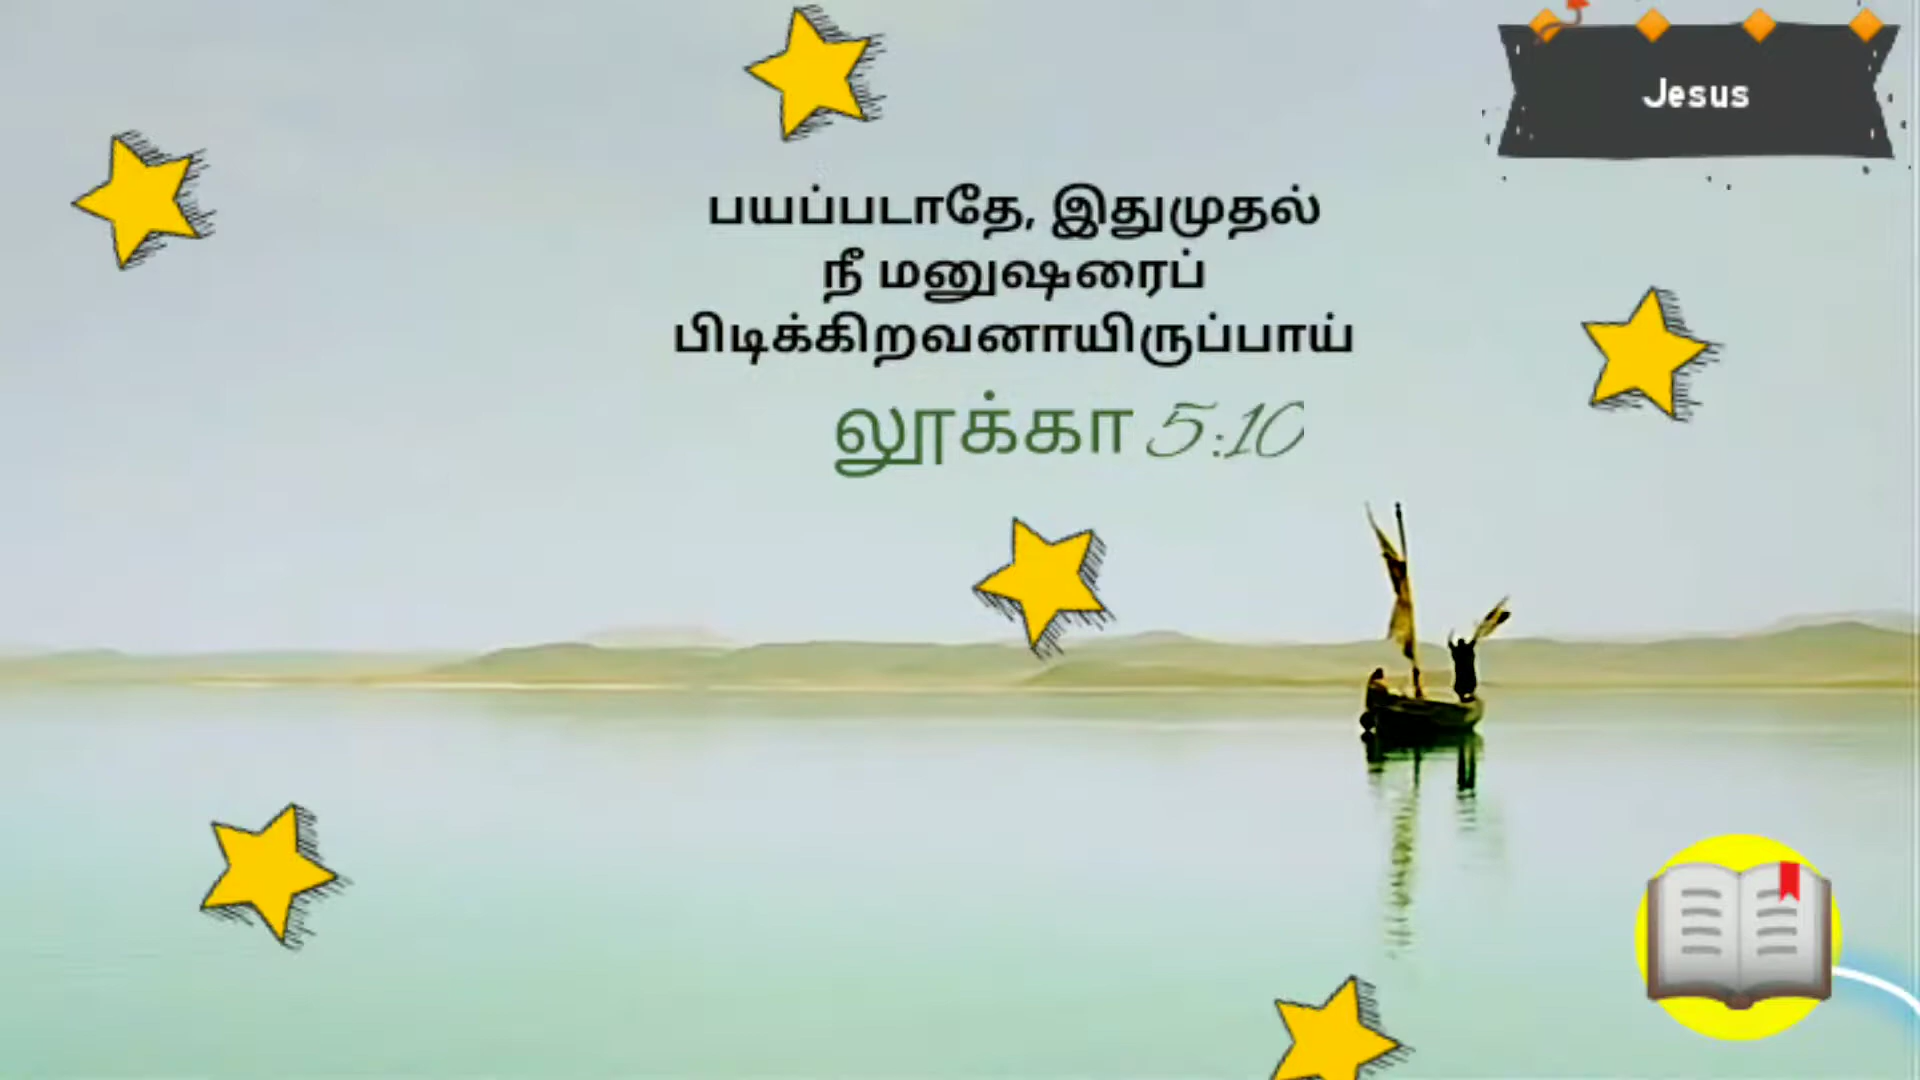 Jesus
பயப்படாதே, இதுமுதல்
நீ மனுஷரைப்
பிடிக்கிறவனாயிருப்பாய்
லூக்கா 5:10